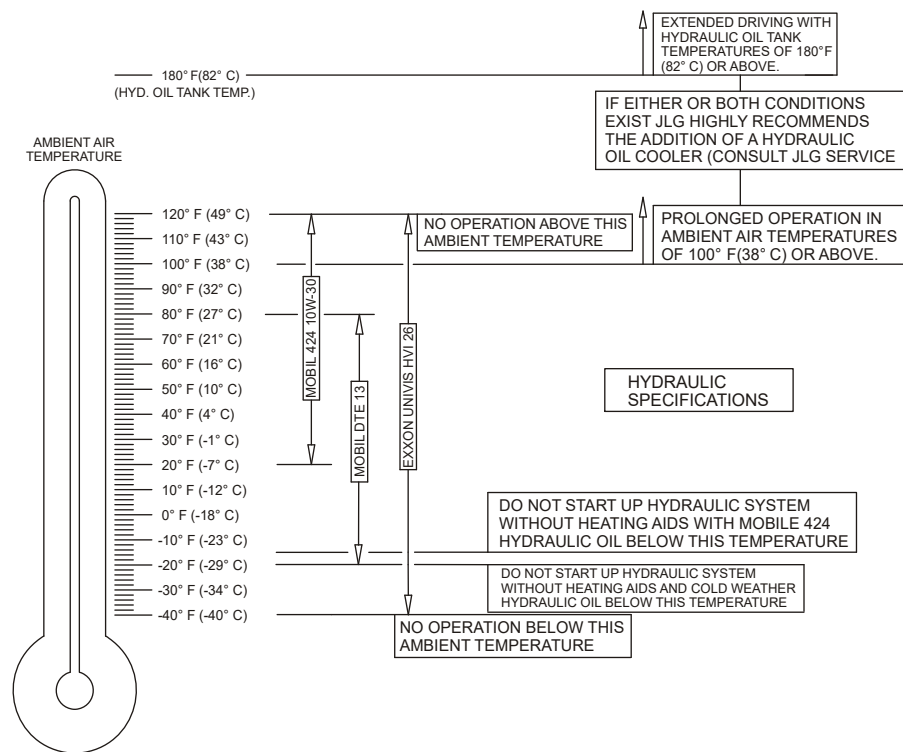 EXTENDED DRIVING WITH
HYDRAULIC OIL TANK
TEMPERATURES OF 180°F
(82° C) OR ABOVE.
180° F(82° C)
(HYD. OIL TANK TEMP.)
IF EITHER OR BOTH CONDITIONS
EXIST JLG HIGHLY RECOMMENDS
THE ADDITION OF A HYDRAULIC
OIL COOLER (CONSULT JLG SERVICE
AMBIENT AIR
TEMPERATURE
120° F (49° C)
110° F (43° C)
100° F (38° C)
90° F (32° C)
80° F (27° C)
70° F (21° C)
60° F (16° C)
50° F (10° C)
40° F (4° C)
30° F (-1° C)
20° F (-7° C)
10° F (-12° C)
0° F (-18° C)
-10° F (-23° C)
-20° F (-29° C)
-30° F (-34° C)
-40° F (-40° C)
MOBIL 424 10W-30
MOBIL DTE 13
EXXON UNIVIS HVI 26
NO OPERATION ABOVE THIS
AMBIENT TEMPERATURE
PROLONGED OPERATION IN
AMBIENT AIR TEMPERATURES
OF 100° F(38° C) OR ABOVE.
HYDRAULIC
SPECIFICATIONS
DO NOT START UP HYDRAULIC SYSTEM
WITHOUT HEATING AIDS WITH MOBILE 424
HYDRAULIC OIL BELOW THIS TEMPERATURE
DO NOT START UP HYDRAULIC SYSTEM
WITHOUT HEATING AIDS AND COLD WEATHER
HYDRAULIC OIL BELOW THIS TEMPERATURE
NO OPERATION BELOW THIS
AMBIENT TEMPERATURE